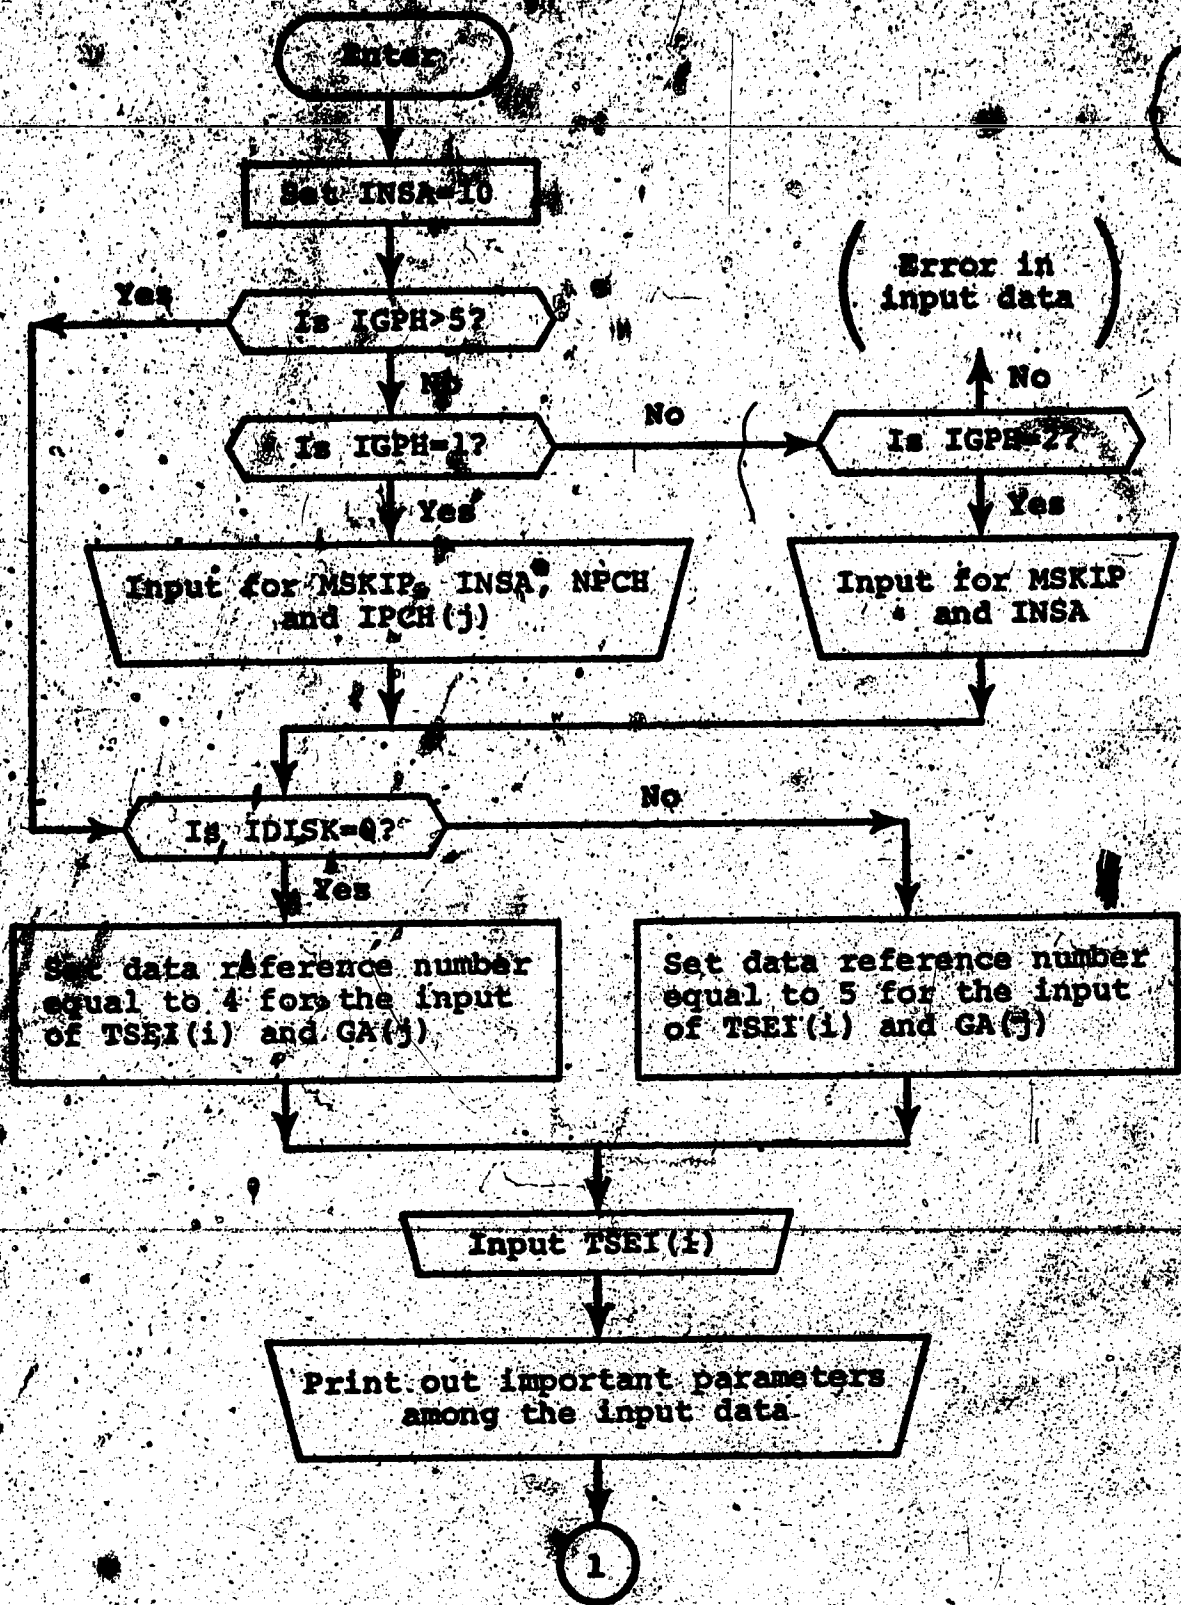 Enter
Set INSA=10
Error in
input data
Yes
Is IGPH>5?
No
No
Is IGPH=1?
No
Is IGPH=2?
Yes
Yes
Input for MSKIP, INSA, NPCH
and IPCH(j)
Input for MSKIP
and INSA
Is IDISK=0?
No
Yes
Set data reference number
equal to 4 for the input
of TSEI(i) and GA(j)
Set data reference number
equal to 5 for the input
of TSEI(i) and GA(j)
Input TSEI(i)
Print out important parameters
among the input data
1